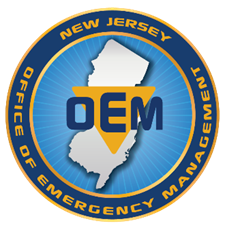 NEW JERSEY
OEM
OFFICE OF EMERGENCY MANAGEMENT